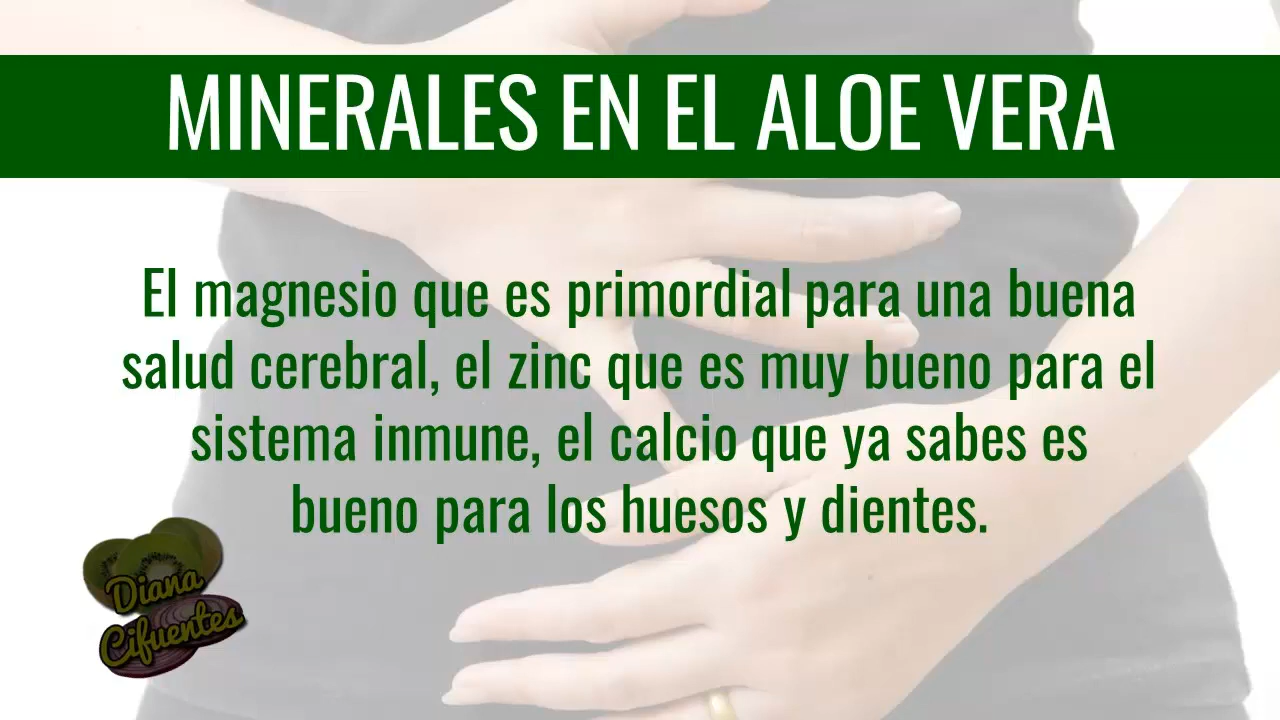 MINERALES EN EL ALOE VERA
El magnesio que es primordial para una buena
salud cerebral, el zinc que es muy bueno para el
sistema inmune, el calcio que ya sabes es
bueno para los huesos y dientes.
Diana
Cifuentes